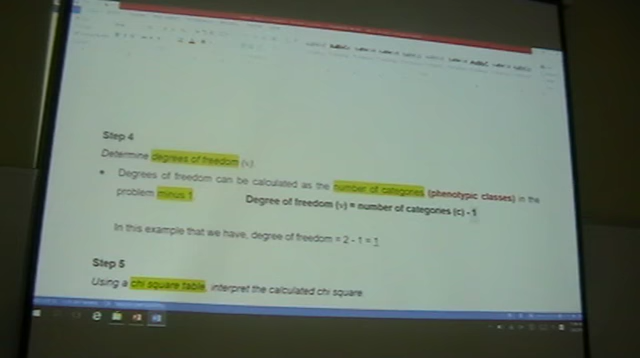 Step 4
Determine degrees of freedom (ν)
• Degrees of freedom can be calculated as the number of categories (phenotypic classes) in the
problem minus 1
Degree of freedom (ν) = number of categories (c) - 1
In this example that we have, degree of freedom = 2 - 1 = 1
Step 5
Using a chi square table, interpret the calculated chi square